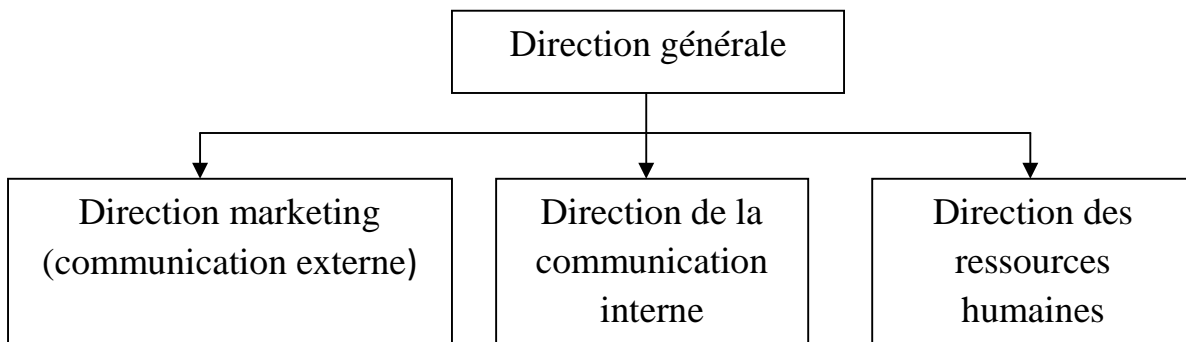 Direction générale
Direction marketing
(communication externe)
Direction de la
communication
interne
Direction des
ressources
humaines